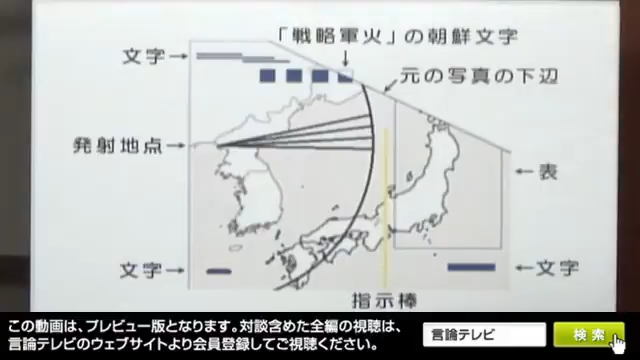 「戦略軍火」の朝鮮文字
文字
元の写真の下辺
発射地点
表
文字
文字
指示棒
この動画は、プレビュー版となります。対談含めた全編の視聴は、
言論テレビのウェブサイトより会員登録してご視聴ください。
言論テレビ
検索